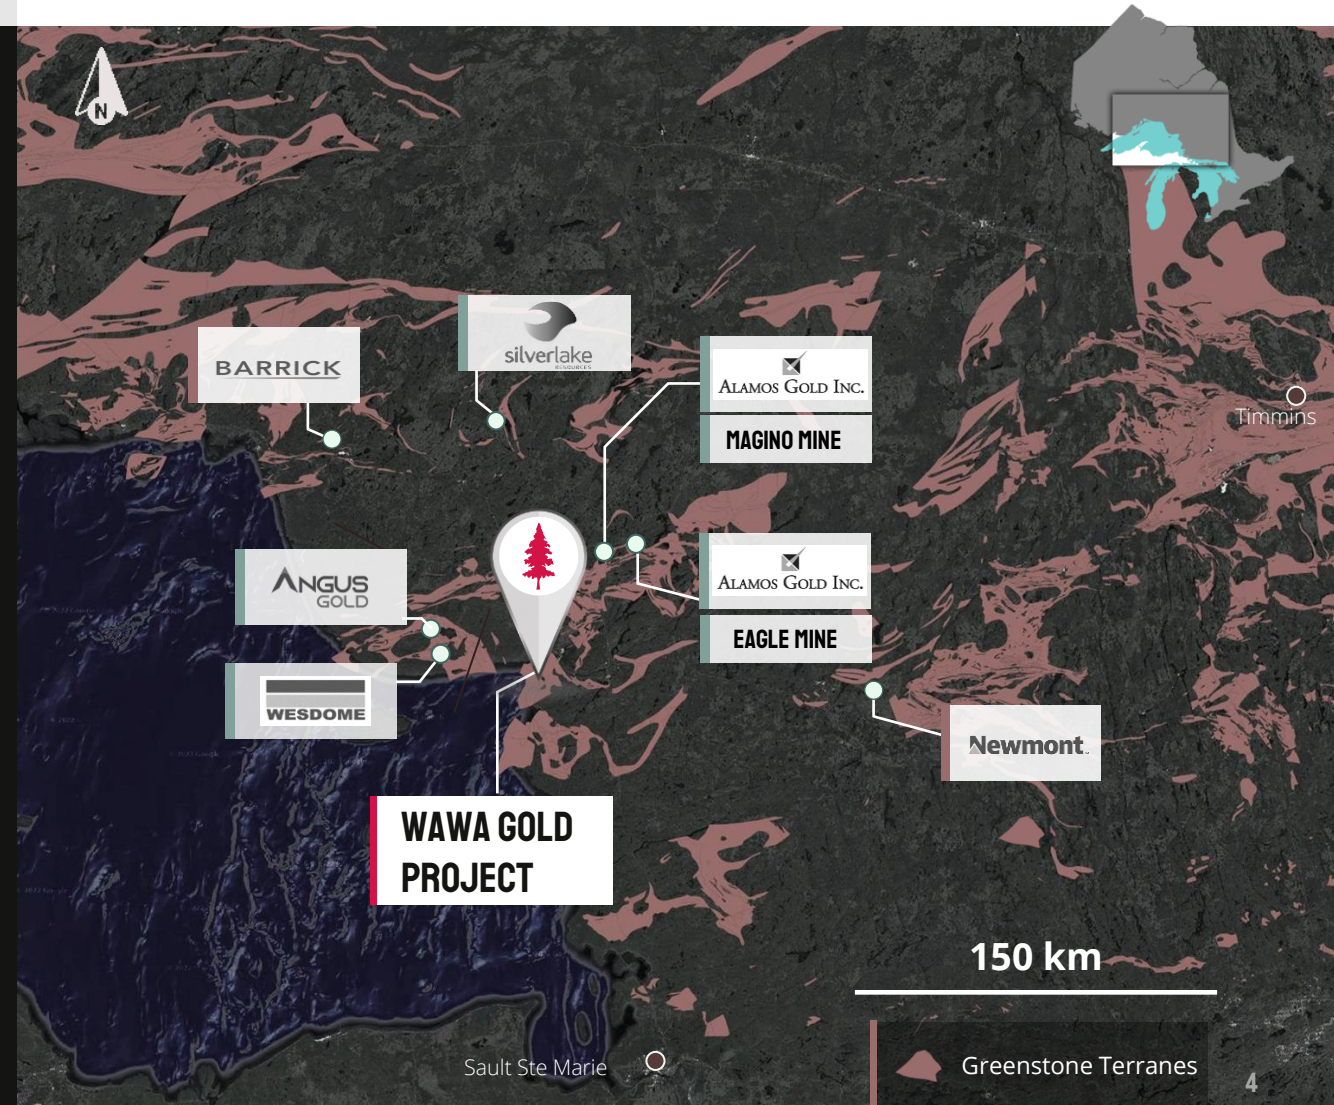 N
silverlake
RESOURCES
BARRICK
ALAMOS GOLD INC.
MAGINO MINE
Timmins
ANGUS
GOLD
ALAMOS GOLD INC.
EAGLE MINE
WESDOME
Newmont
WAWA GOLD
PROJECT
150 km
Sault Ste Marie
Greenstone Terranes
4